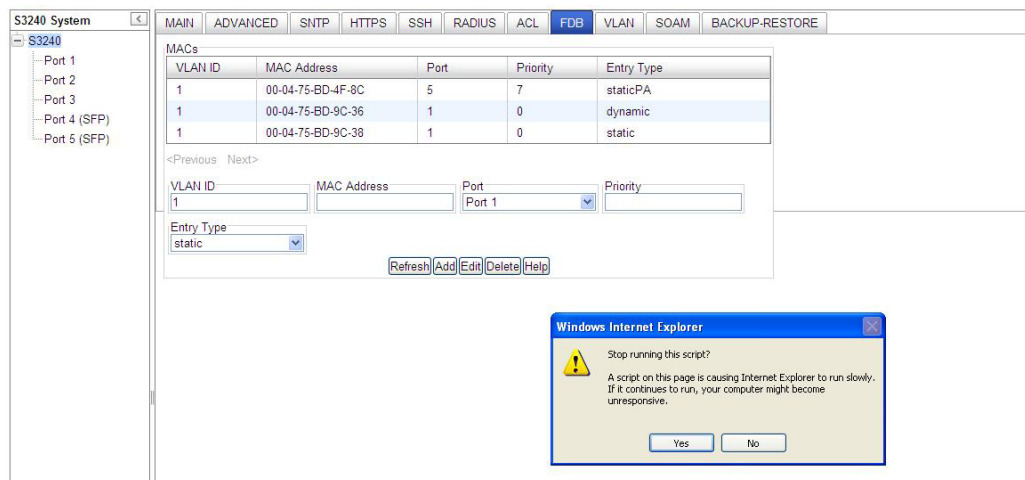 S3240 System <
MAIN ADVANCED SNTP HTTPS SSH RADIUS ACL FDB VLAN SOAM BACKUP-RESTORE
S3240
Port 1
Port 2
Port 3
Port 4 (SFP)
Port 5 (SFP)
MACs
VLAN ID MAC Address Port Priority Entry Type
1 00-04-75-BD-4F-8C 5 7 staticPA
1 00-04-75-BD-9C-36 1 0 dynamic
1 00-04-75-BD-9C-38 1 0 static
<Previous Next>
VLAN ID MAC Address Port Priority
1 Port 1
Entry Type
static
Refresh Add Edit Delete Help
Windows Internet Explorer
Stop running this script?
A script on this page is causing Internet Explorer to run slowly.
If it continues to run, your computer might become
unresponsive.
Yes No